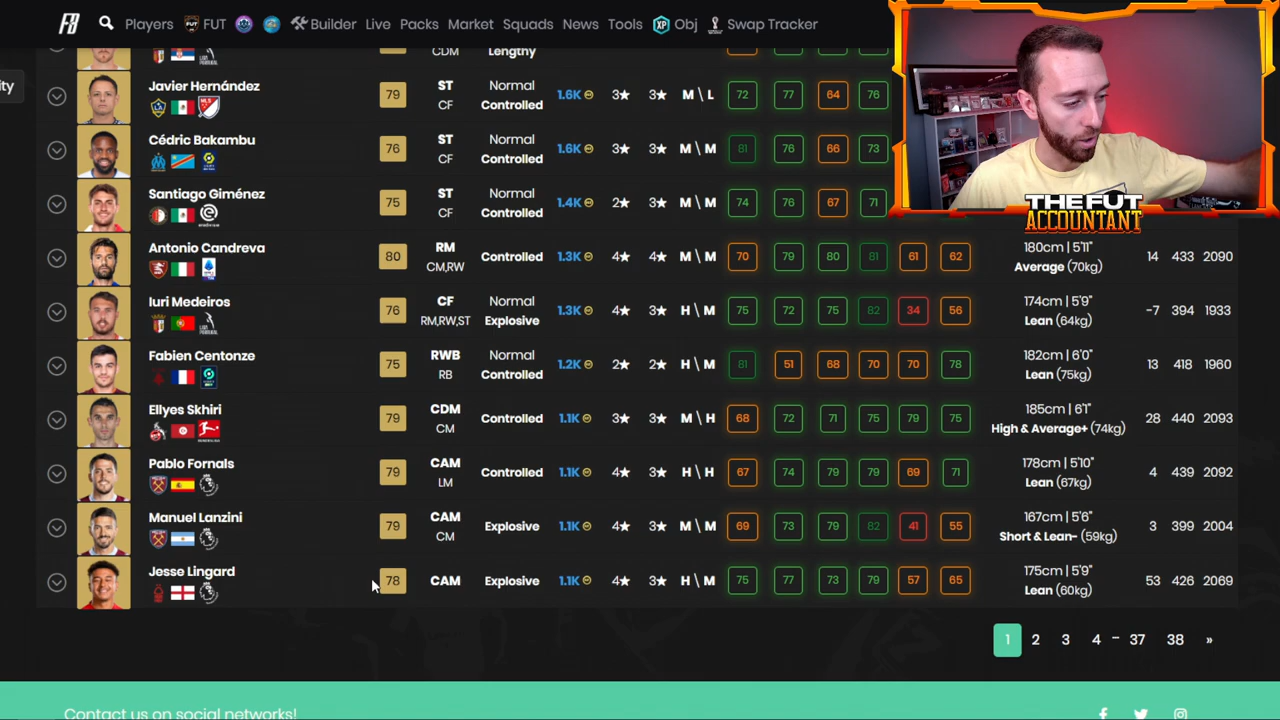 F8 Players FUT Builder Live Packs Market Squads News Tools XP Obj Swap Tracker
ity
CDM Lengthy
Javier Hernández 79 ST CF Normal Controlled 1.6K 3★ 3★ M \ L 72 77 64 76
Cédric Bakambu 76 ST CF Normal Controlled 1.6K 3★ 3★ M \ M 81 76 66 73
Santiago Giménez 75 ST CF Normal Controlled 1.4K 2★ 3★ M \ M 74 76 67 71
THE FUT
ACCOUNTANT
Antonio Candreva 80 RM CM,RW Controlled 1.3K 4★ 4★ M \ M 70 79 80 81 61 62 180cm | 5'11" Average (70kg) 14 433 2090
Iuri Medeiros 76 CF RM,RW,ST Normal Explosive 1.3K 4★ 3★ H \ M 75 72 75 82 34 56 174cm | 5'9" Lean (64kg) -7 394 1933
Fabien Centonze 75 RWB RB Normal Controlled 1.2K 2★ 2★ H \ M 81 51 68 70 70 78 182cm | 6'0" Lean (75kg) 13 418 1960
Ellyes Skhiri 79 CDM CM Controlled 1.1K 3★ 3★ M \ H 68 72 71 75 79 75 185cm | 6'1" High & Average+ (74kg) 28 440 2093
Pablo Fornals 79 CAM LM Controlled 1.1K 4★ 3★ H \ H 67 74 79 79 69 71 178cm | 5'10" Lean (67kg) 4 439 2092
Manuel Lanzini 79 CAM CM Explosive 1.1K 4★ 3★ M \ M 69 73 79 82 41 55 167cm | 5'6" Short & Lean- (59kg) 3 399 2004
Jesse Lingard 78 CAM Explosive 1.1K 4★ 3★ H \ M 75 77 73 79 57 65 175cm | 5'9" Lean (60kg) 53 426 2069
1 2 3 4 – 37 38 »
Contact us on social networks!